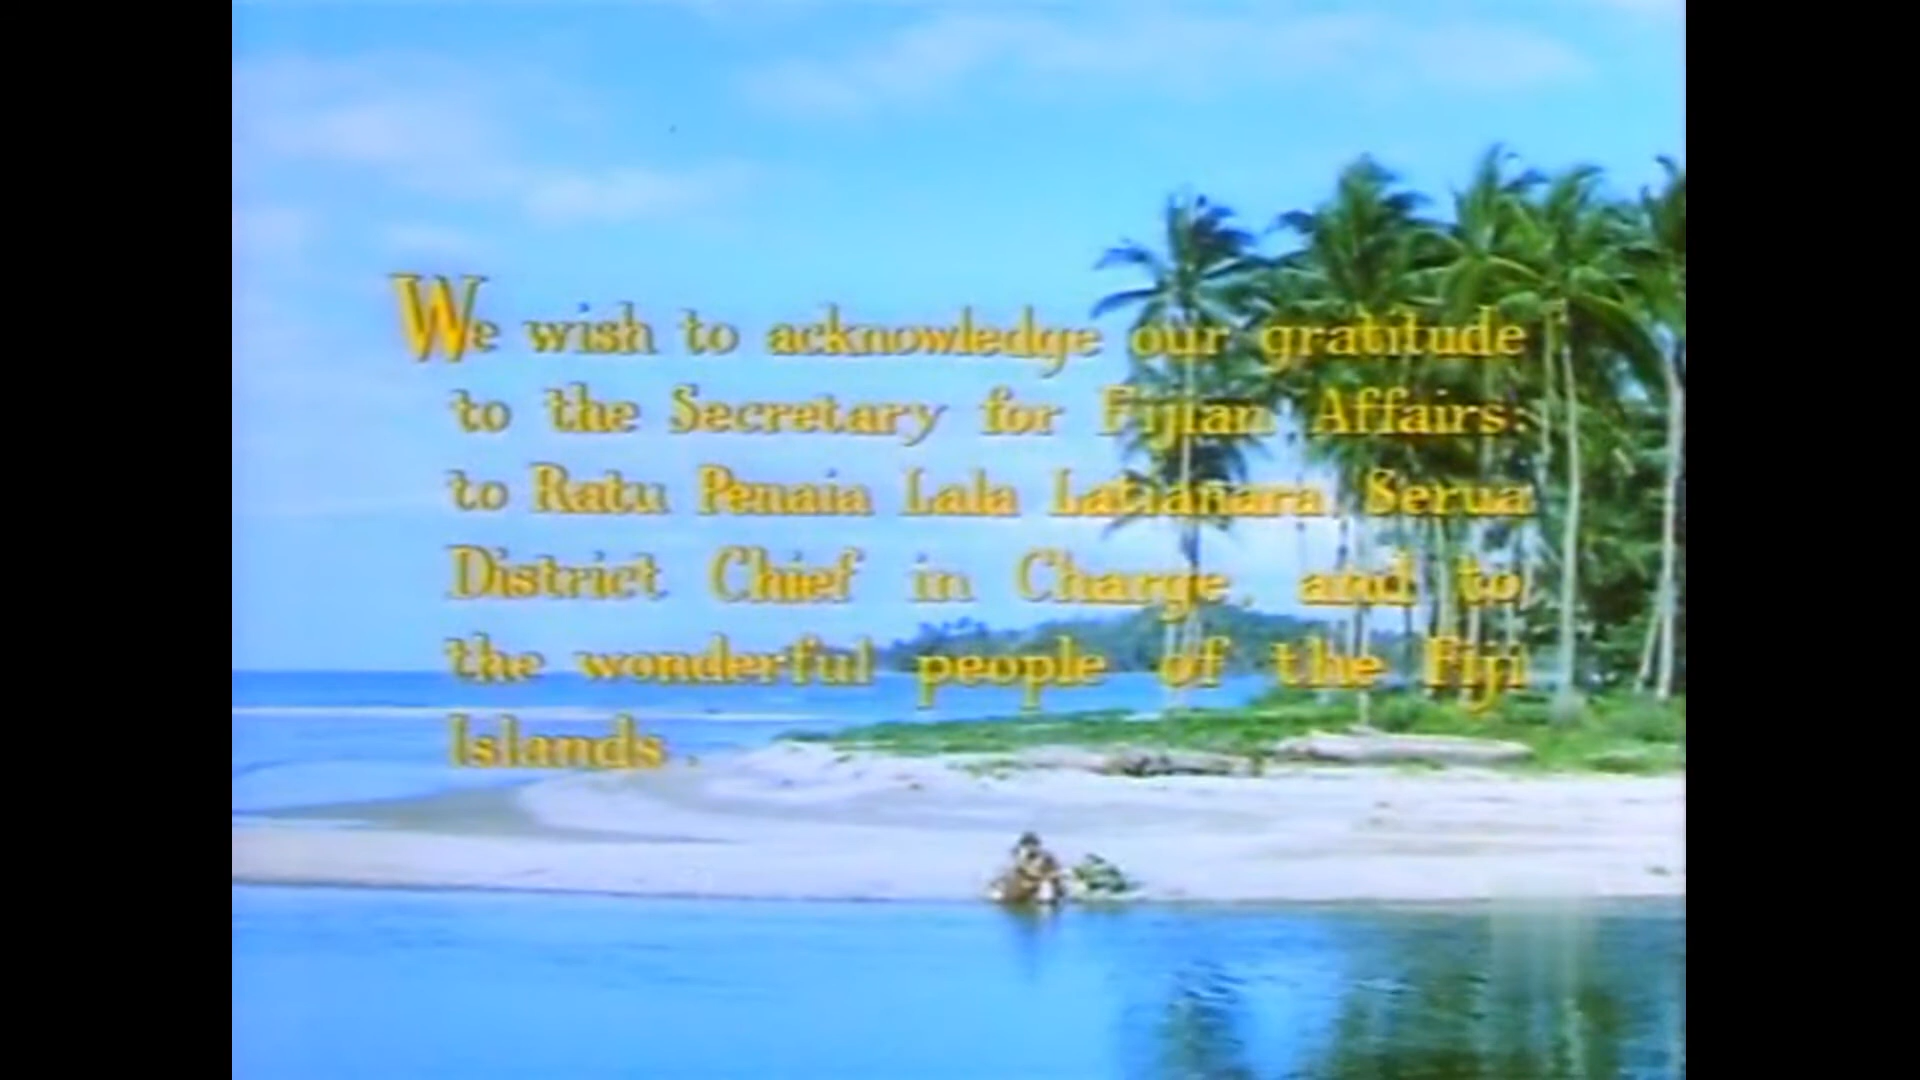 We wish to acknowledge our gratitude
to the Secretary for Fijian Affairs:
to Ratu Penaia Lala Latianara, Serua
District Chief in Charge, and to
the wonderful people of the Fiji
Islands.